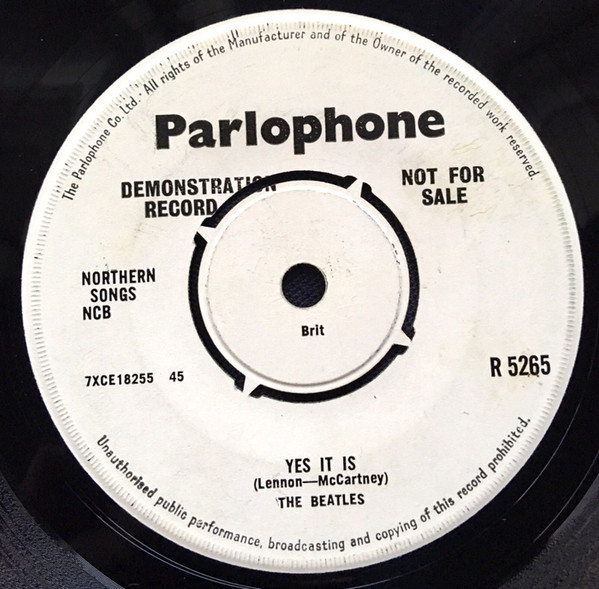 The Parlophone Co. Ltd. · All rights of the Manufacturer and of the Owner of the recorded work reserved.
Parlophone
DEMONSTRATION
RECORD
NOT FOR
SALE
NORTHERN
SONGS
NCB
Brit
7XCE18255 45
R 5265
YES IT IS
(Lennon—McCartney)
THE BEATLES
Unauthorised public performance, broadcasting and copying of this record prohibited.